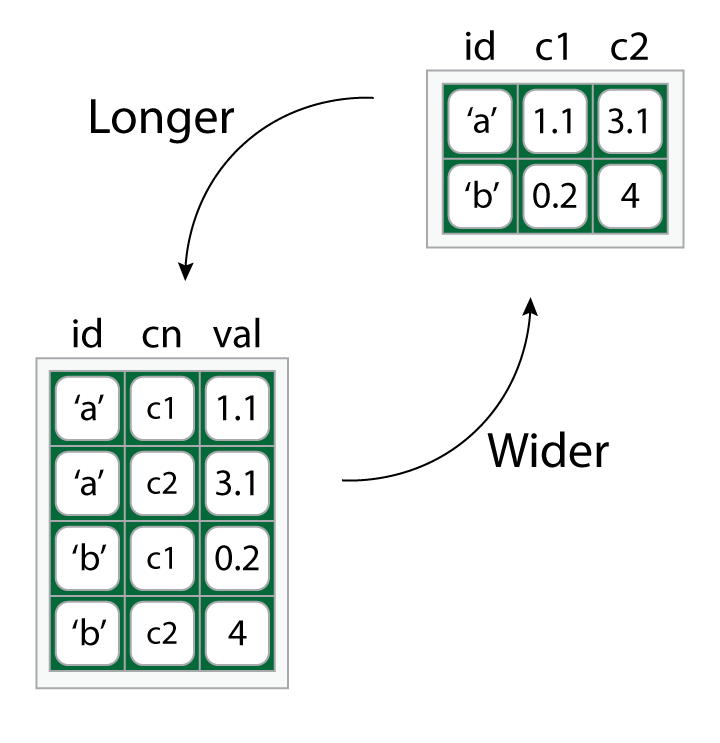 id c1 c2
‘a’ 1.1 3.1
‘b’ 0.2 4
Longer
id cn val
‘a’ c1 1.1
‘a’ c2 3.1
‘b’ c1 0.2
‘b’ c2 4
Wider